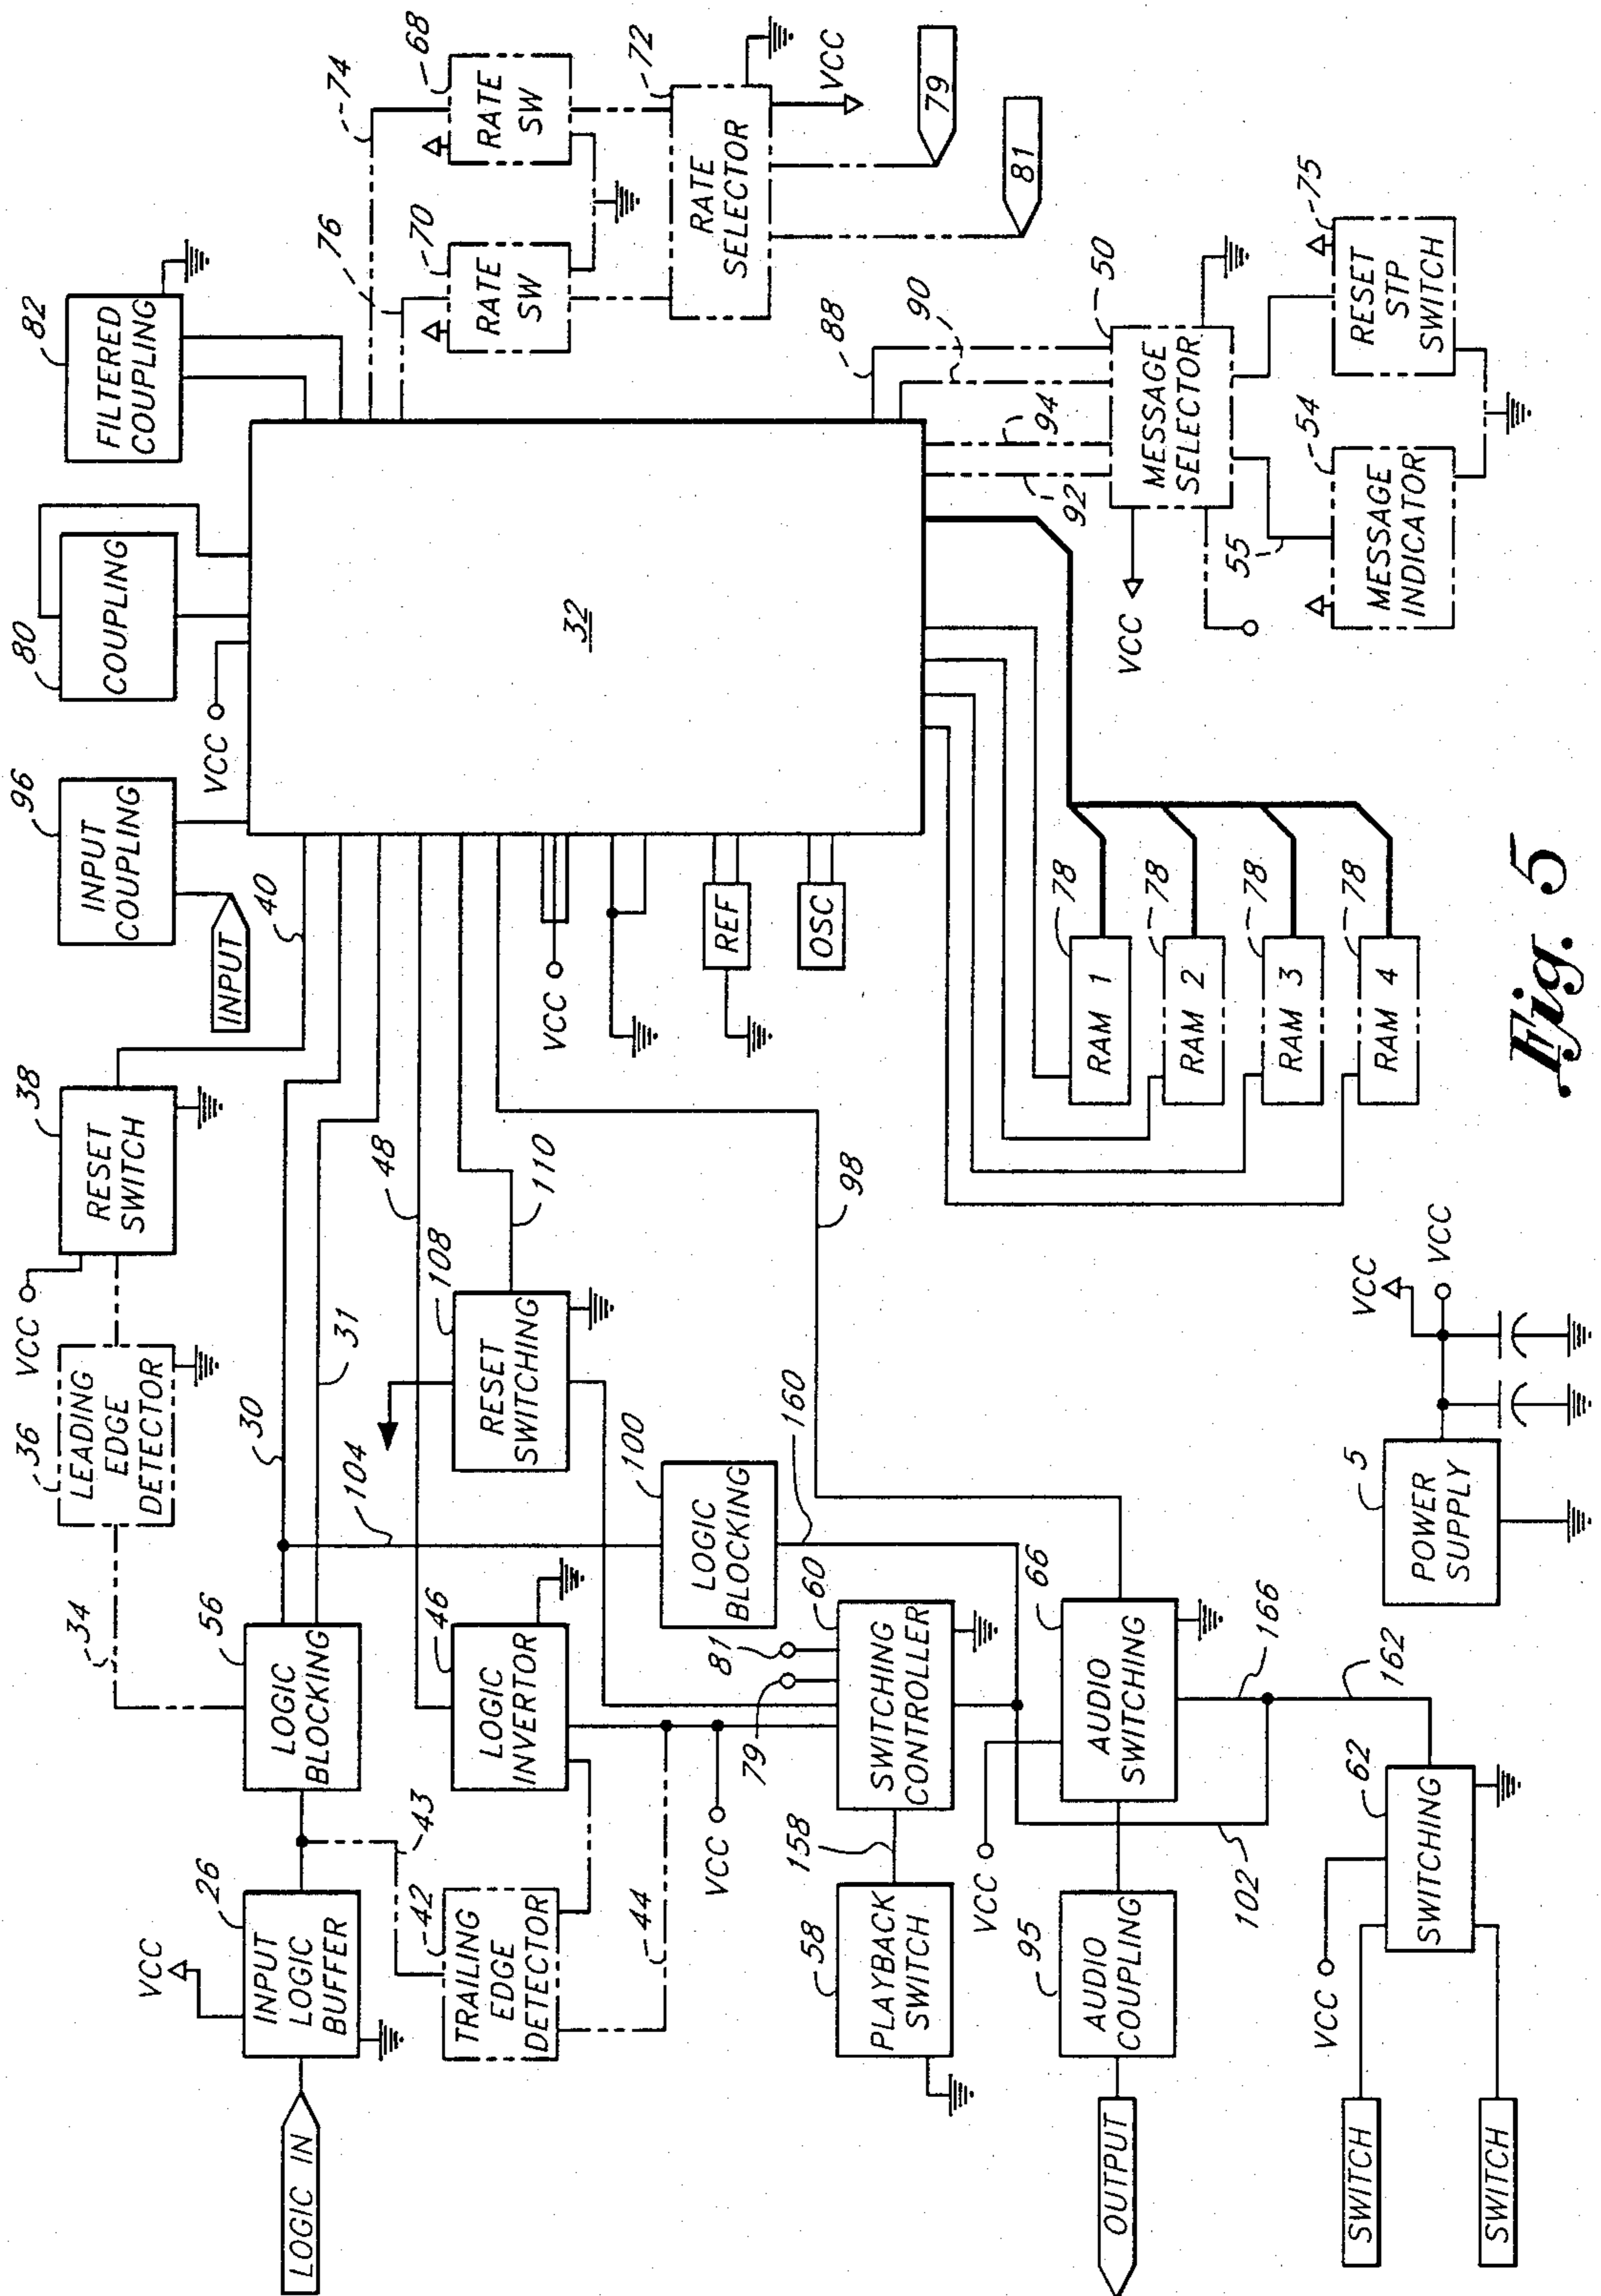 82
FILTERED
COUPLING
80
COUPLING
VCC
96
INPUT
COUPLING
INPUT
40
38
RESET
SWITCH
VCC
36
LEADING
EDGE
DETECTOR
34
30
31
104
56
LOGIC
BLOCKING
26
INPUT
LOGIC
BUFFER
VCC
LOGIC IN
74
76
68
RATE
SW
70
RATE
SW
72
RATE
SELECTOR
VCC
79
81
32
48
110
108
RESET
SWITCHING
46
LOGIC
INVERTOR
43
42
TRAILING
EDGE
DETECTOR
44
VCC
VCC
REF
OSC
100
LOGIC
BLOCKING
160
98
79
81
60
SWITCHING
CONTROLLER
158
58
PLAYBACK
SWITCH
88
90
94
92
50
MESSAGE
SELECTOR
VCC
55
54
MESSAGE
INDICATOR
75
RESET
STP
SWITCH
78
RAM 1
78
RAM 2
78
RAM 3
78
RAM 4
66
AUDIO
SWITCHING
VCC
95
AUDIO
COUPLING
OUTPUT
102
166
162
62
SWITCHING
VCC
SWITCH
SWITCH
5
POWER
SUPPLY
VCC
VCC
Fig. 5